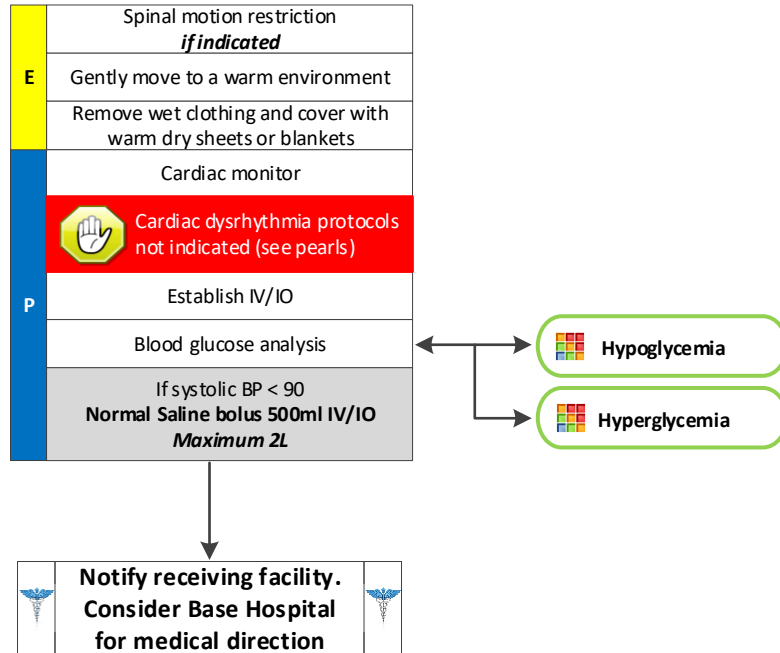 Spinal motion restriction
if indicated
E
Gently move to a warm environment
Remove wet clothing and cover with
warm dry sheets or blankets
Cardiac monitor
Cardiac dysrhythmia protocols
not indicated (see pearls)
P
Establish IV/IO
Blood glucose analysis
Hypoglycemia
If systolic BP < 90
Normal Saline bolus 500ml IV/IO
Maximum 2L
Hyperglycemia
Notify receiving facility.
Consider Base Hospital
for medical direction